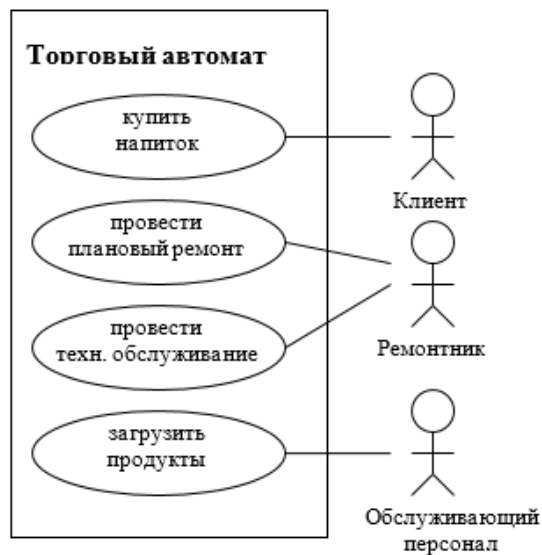 Торговый автомат
купить
напиток
Клиент
провести
плановый ремонт
провести
техн. обслуживание
Ремонтник
загрузить
продукты
Обслуживающий
персонал